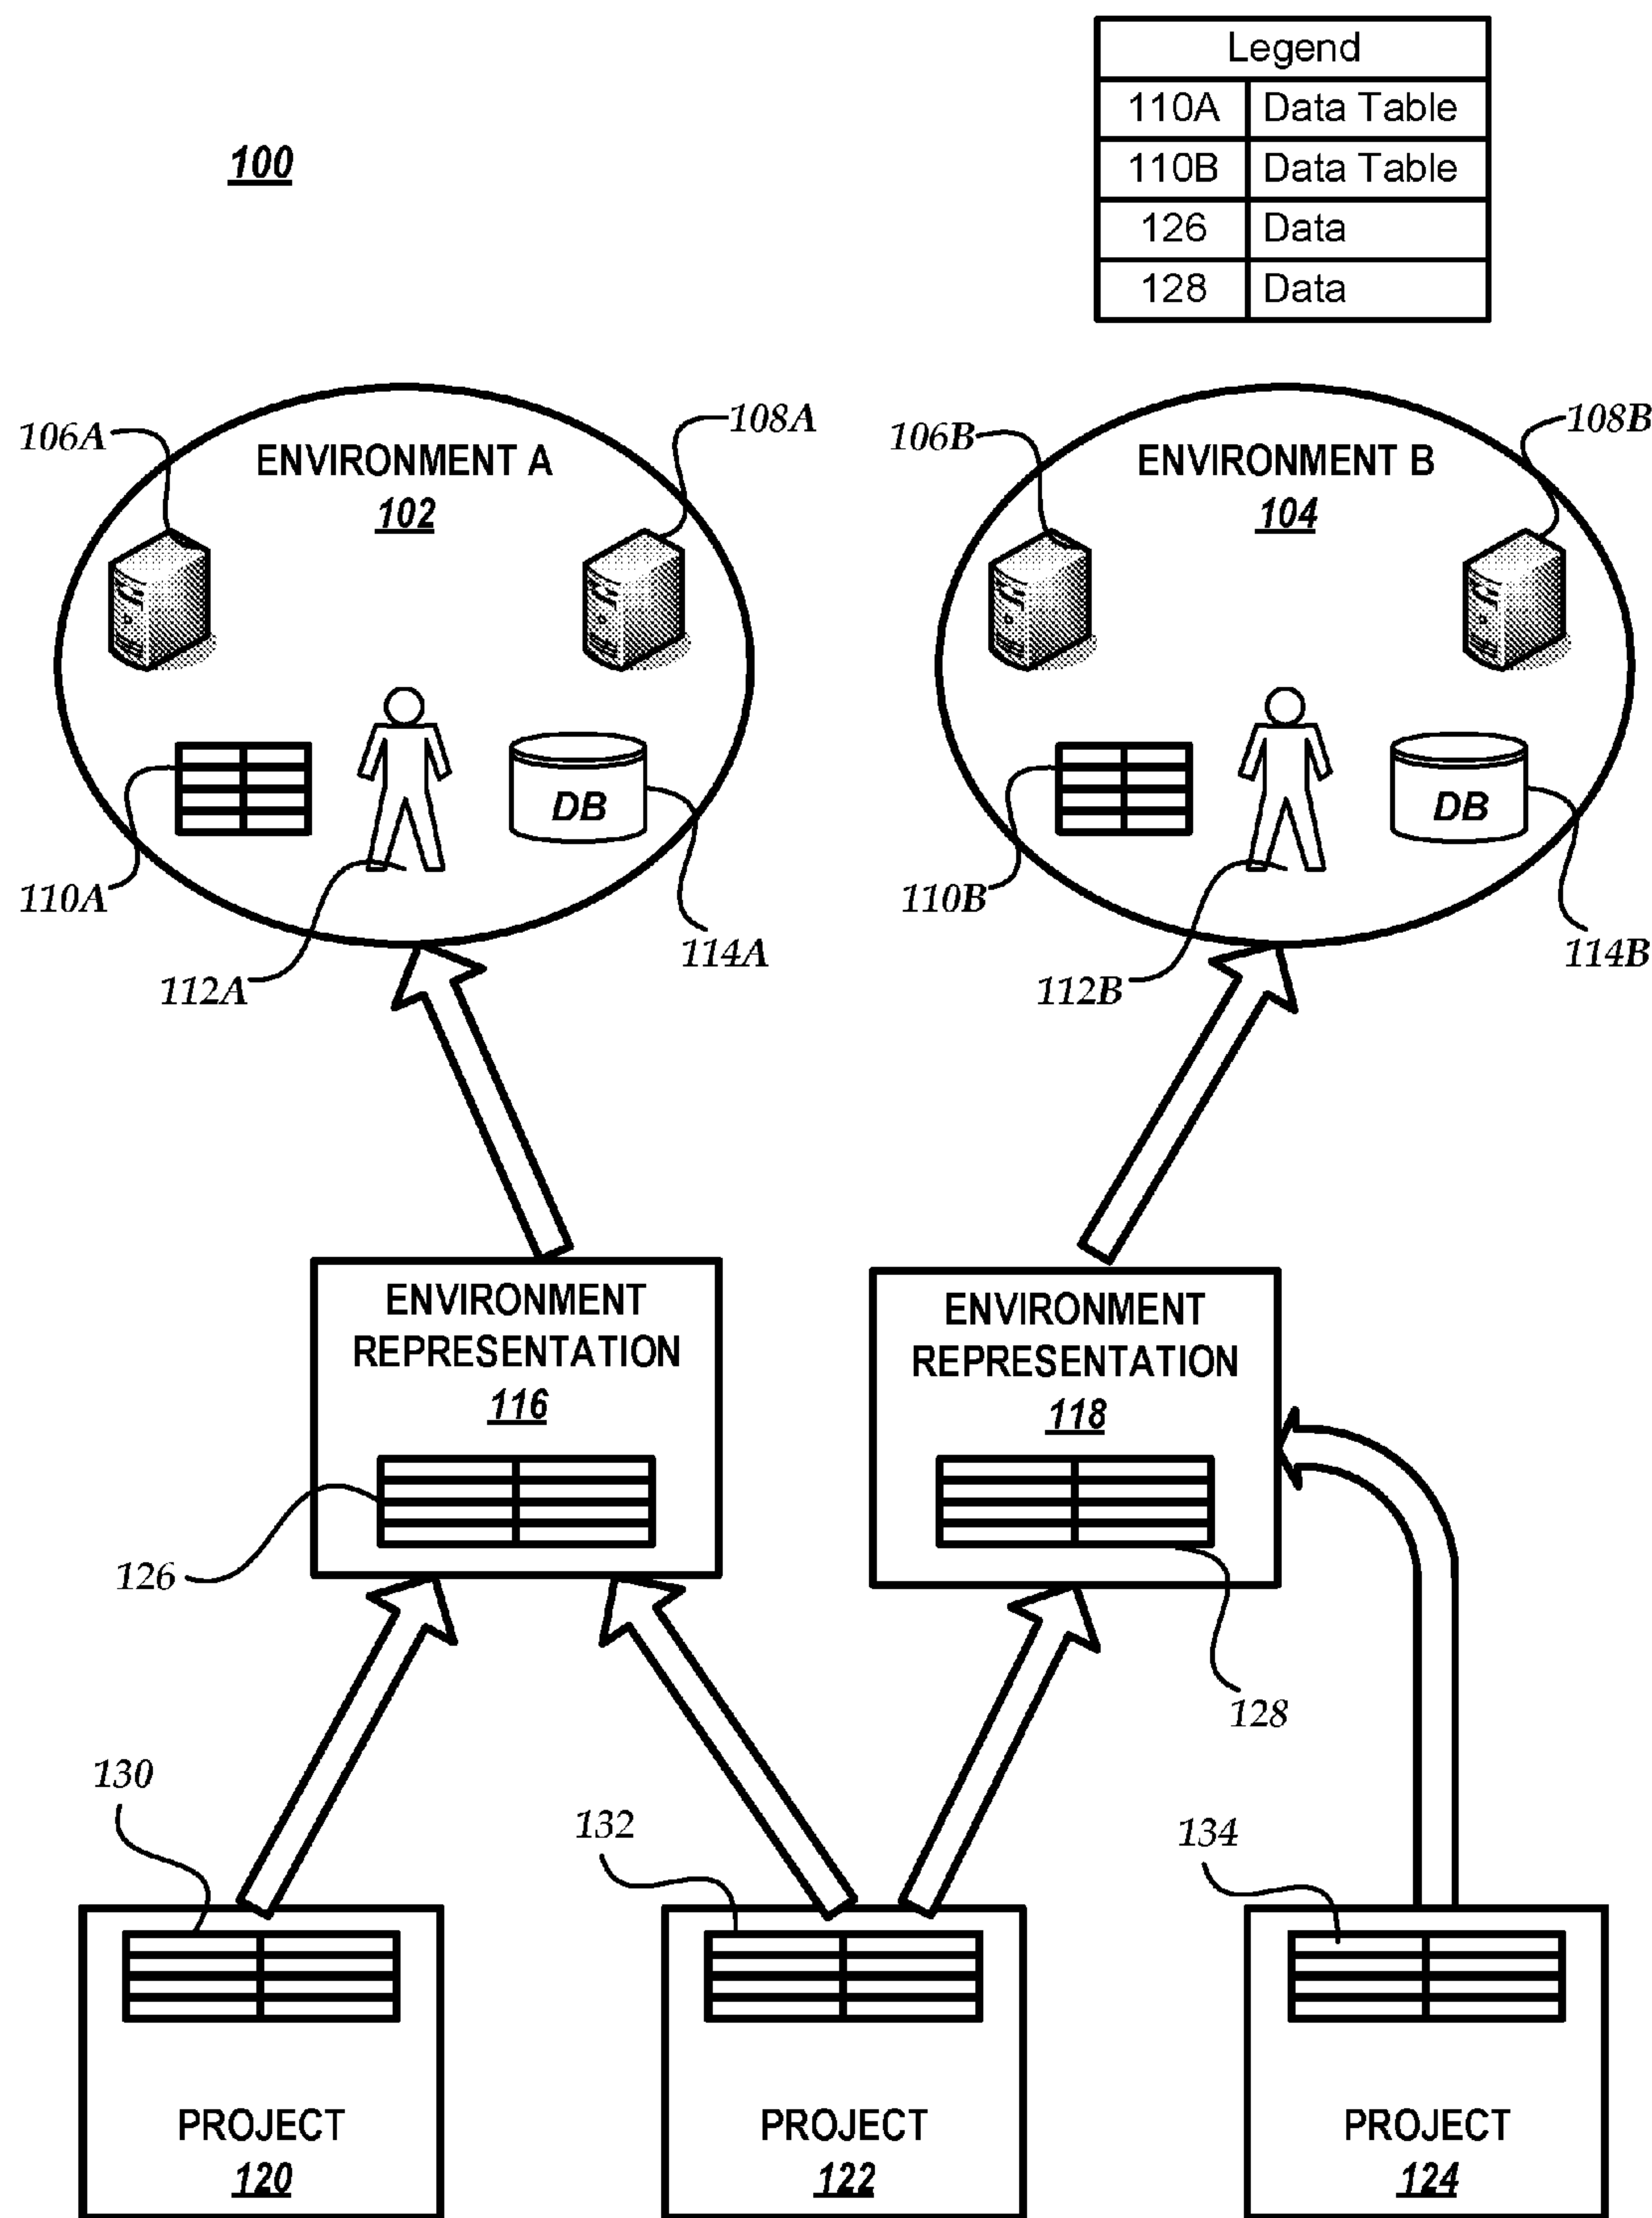 Legend
110A Data Table
110B Data Table
126 Data
128 Data
100
106A
108A
ENVIRONMENT A
102
DB
110A
112A
114A
106B
108B
ENVIRONMENT B
104
DB
110B
112B
114B
ENVIRONMENT
REPRESENTATION
116
126
ENVIRONMENT
REPRESENTATION
118
128
130
132
134
PROJECT
120
PROJECT
122
PROJECT
124